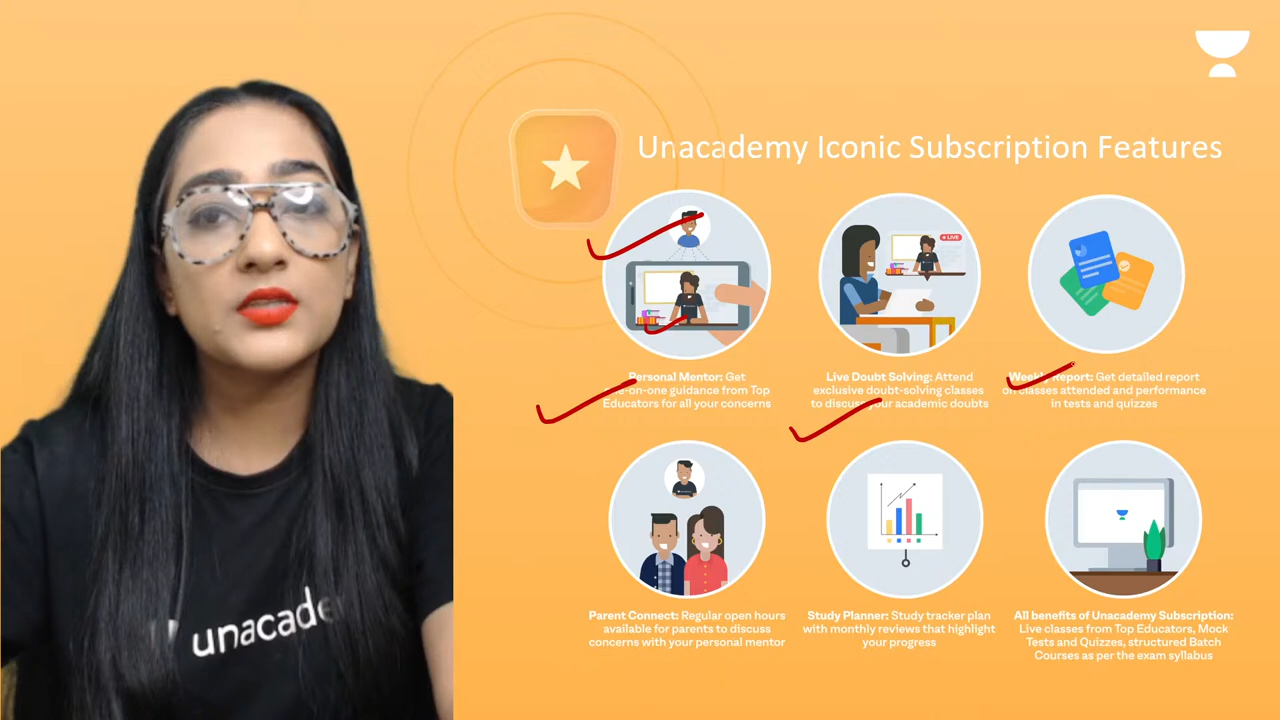 Unacademy Iconic Subscription Features
LIVE
Personal Mentor: Get
one-on-one guidance from Top
Educators for all your concerns
Live Doubt Solving: Attend
exclusive doubt-solving classes
to discuss your academic doubts
Weekly Report: Get detailed report
on classes attended and performance
in tests and quizzes
Parent Connect: Regular open hours
available for parents to discuss
concerns with your personal mentor
Study Planner: Study tracker plan
with monthly reviews that highlight
your progress
All benefits of Unacademy Subscription:
Live classes from Top Educators, Mock
Tests and Quizzes, structured Batch
Courses as per the exam syllabus
unacade